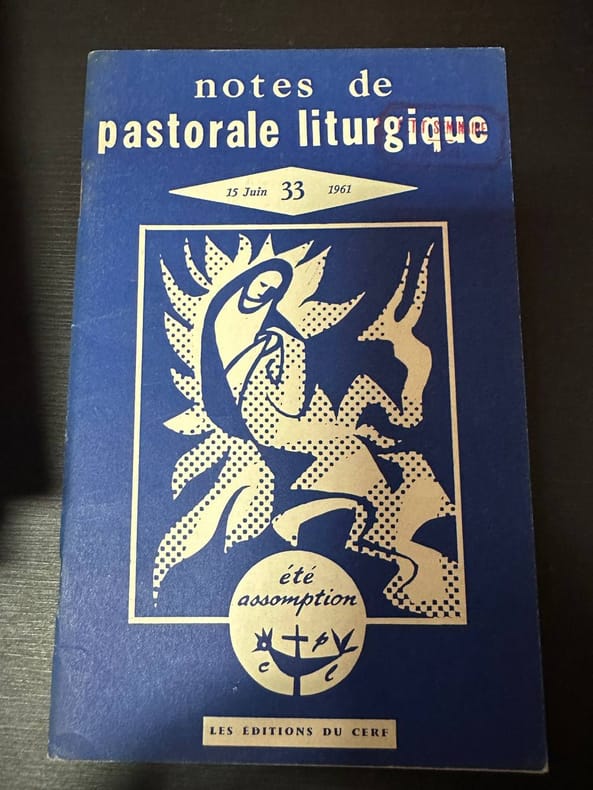 notes de
pastorale liturgique
15 Juin 33 1961
été
assomption
c p l
LES ÉDITIONS DU CERF